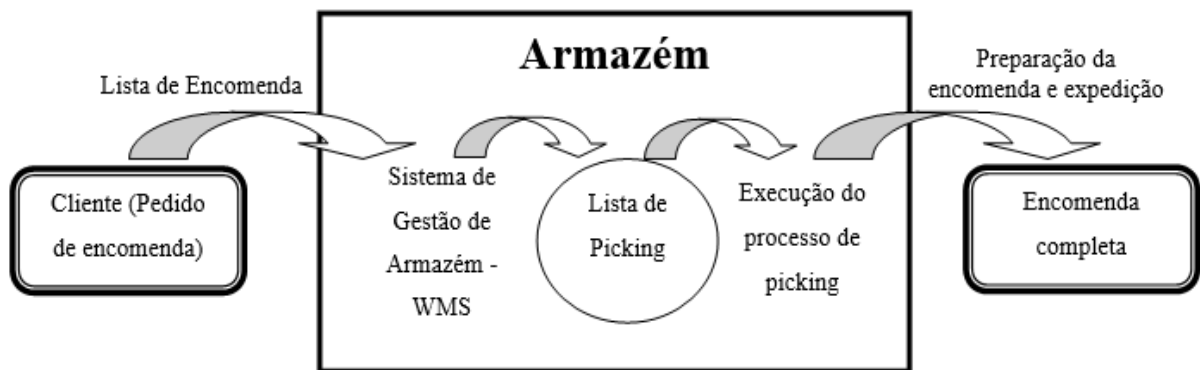 Armazém
Lista de Encomenda
Preparação da
encomenda e expedição
Cliente (Pedido
de encomenda)
Sistema de
Gestão de
Armazém -
WMS
Lista de
Picking
Execução do
processo de
picking
Encomenda
completa